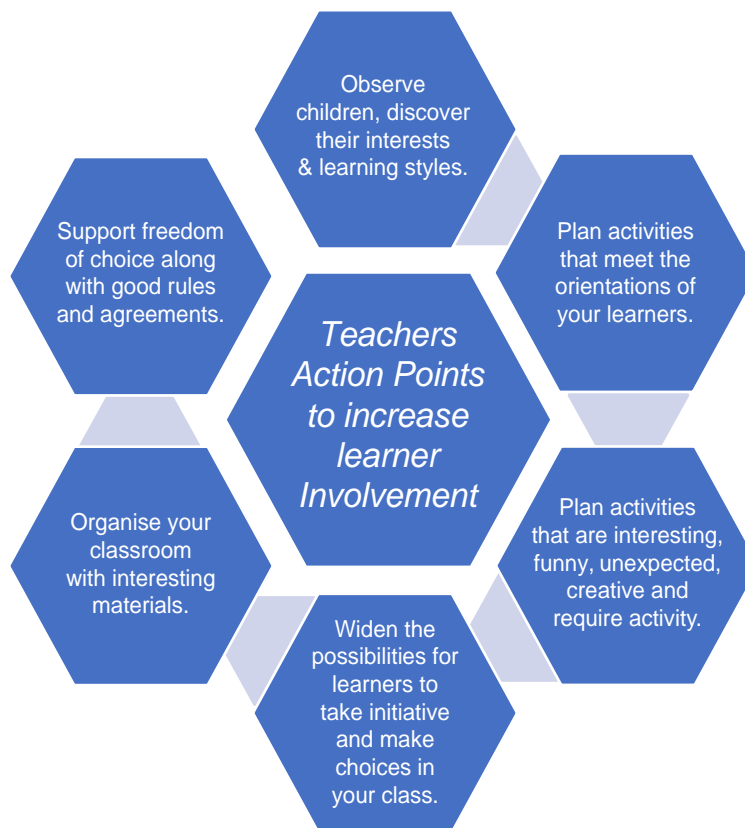 Observe
children, discover
their interests
& learning styles.
Plan activities
that meet the
orientations of
your learners.
Plan activities
that are interesting,
funny, unexpected,
creative and
require activity.
Widen the
possibilities for
learners to
take initiative
and make
choices in
your class.
Organise your
classroom
with interesting
materials.
Support freedom
of choice along
with good rules
and agreements.
Teachers
Action Points
to increase
learner
Involvement